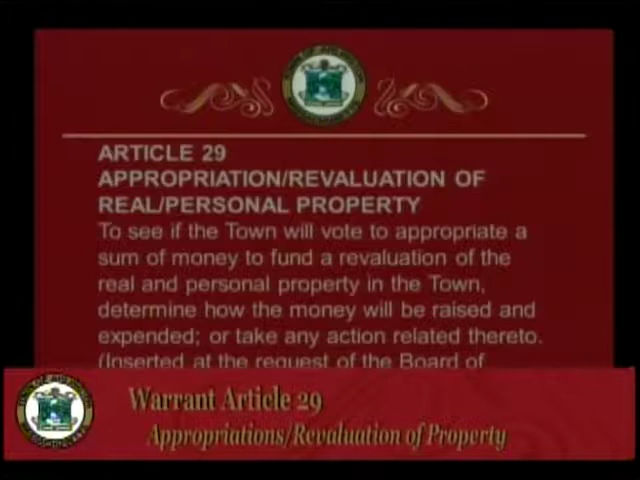 ARTICLE 29
APPROPRIATION/REVALUATION OF
REAL/PERSONAL PROPERTY
To see if the Town will vote to appropriate a
sum of money to fund a revaluation of the
real and personal property in the Town,
determine how the money will be raised and
expended; or take any action related thereto.
(Inserted at the request of the Board of
Warrant Article 29
Appropriations/Revaluation of Property